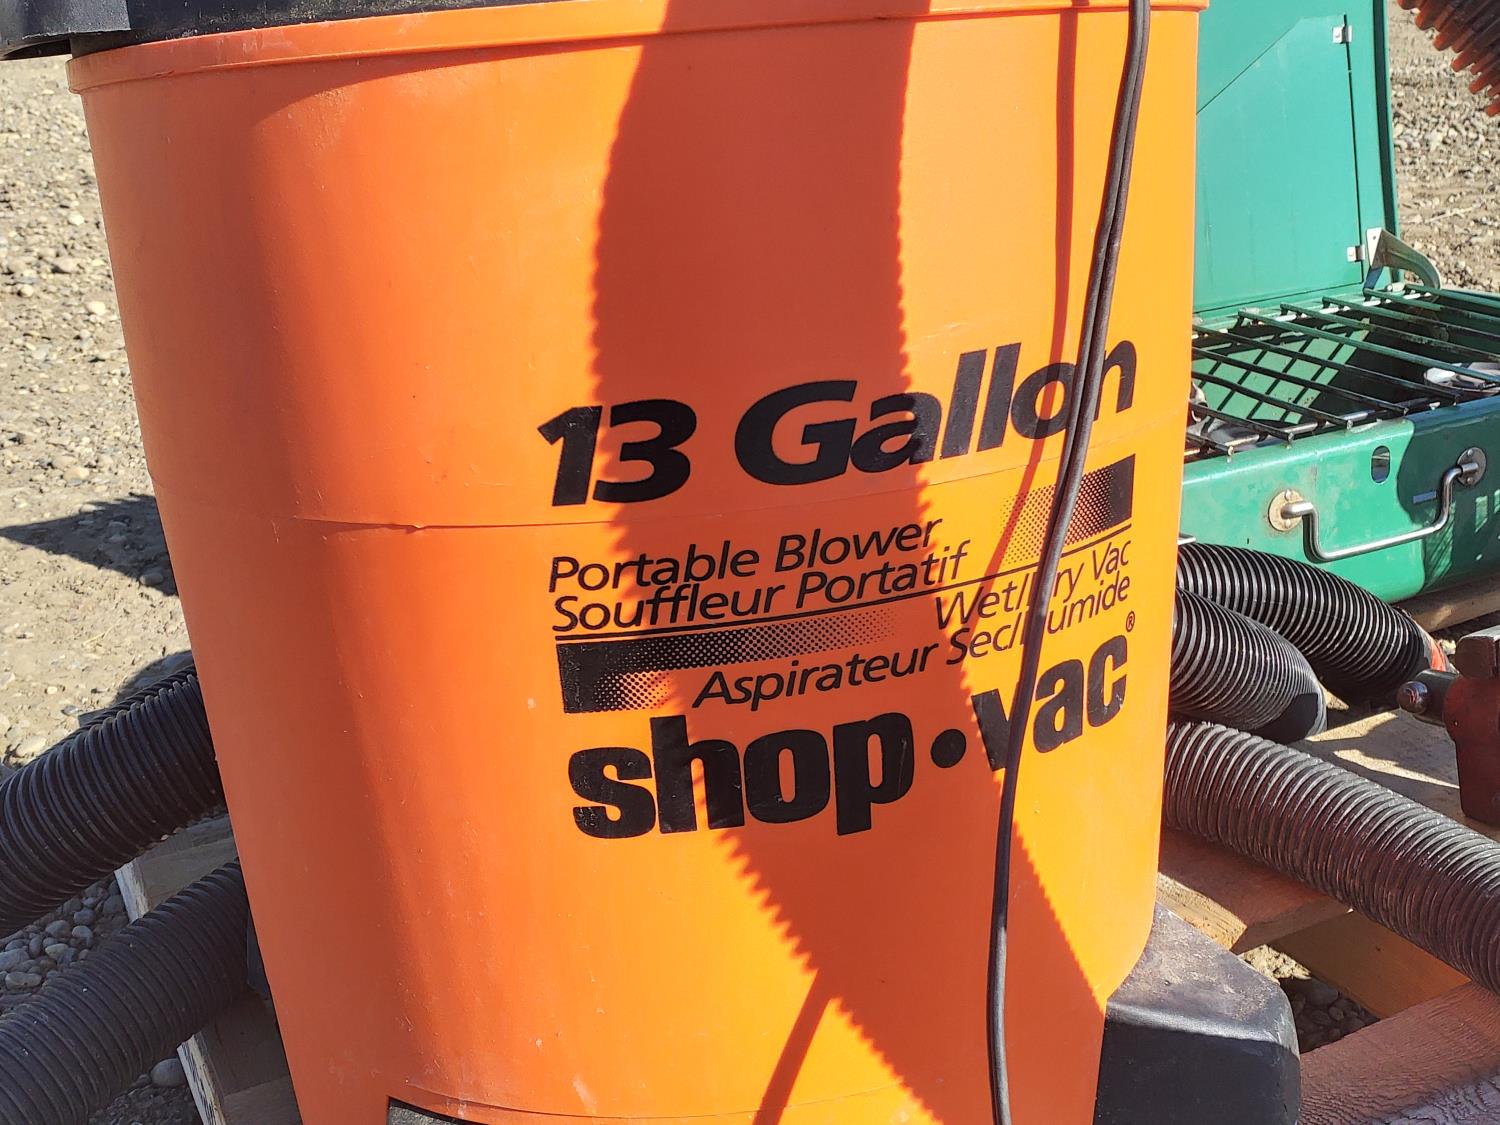 13 Gallon
Portable Blower
Souffleur Portatif
Wet/Dry Vac
Aspirateur Sec/Humide
shop•vac®